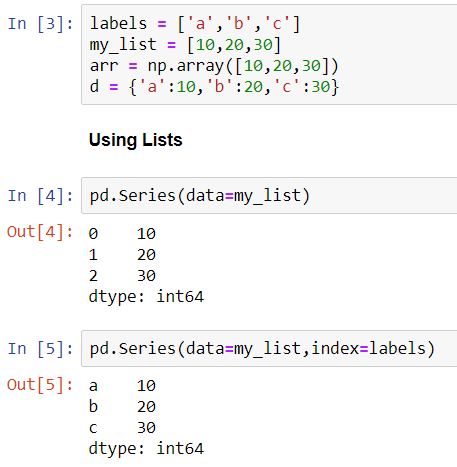 In [3]: labels = ['a','b','c']
my_list = [10,20,30]
arr = np.array([10,20,30])
d = {'a':10,'b':20,'c':30}
Using Lists
In [4]: pd.Series(data=my_list)
Out[4]: 0    10
1    20
2    30
dtype: int64
In [5]: pd.Series(data=my_list,index=labels)
Out[5]: a    10
b    20
c    30
dtype: int64